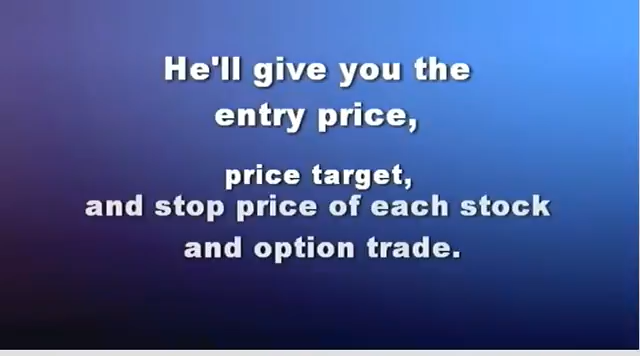 He'll give you the
entry price,
price target,
and stop price of each stock
and option trade.